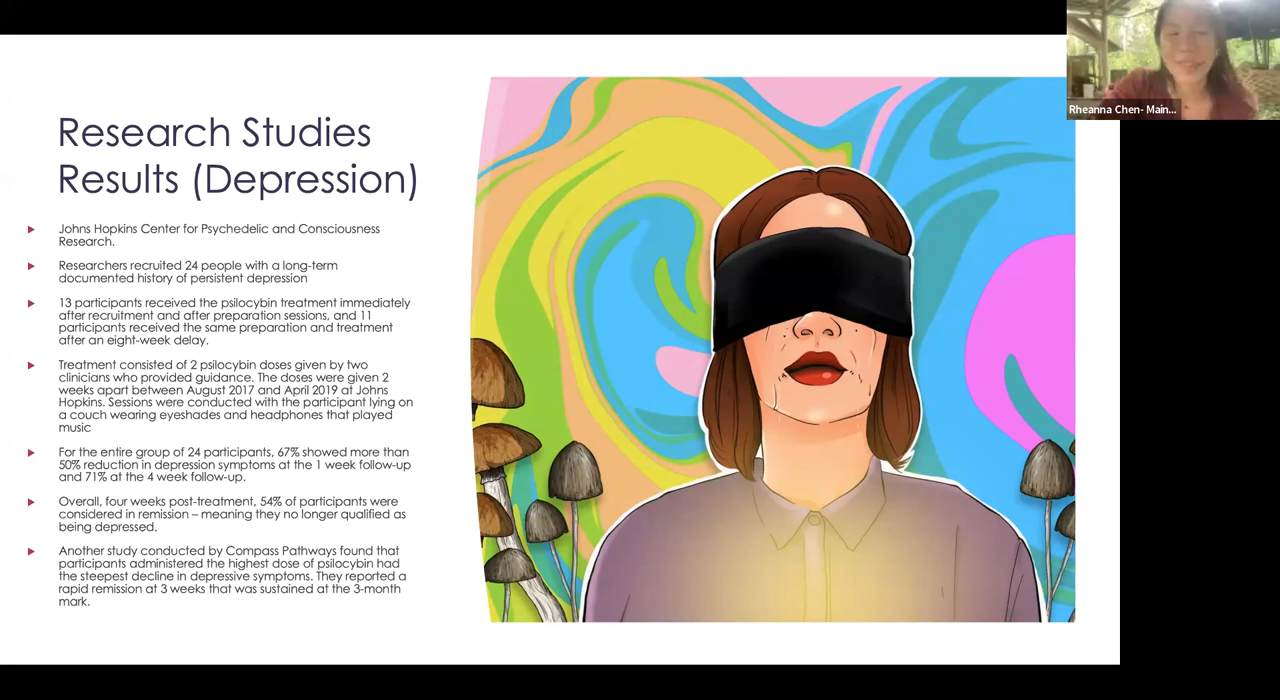 Research Studies
Results (Depression)
Johns Hopkins Center for Psychedelic and Consciousness
Research.
Researchers recruited 24 people with a long-term
documented history of persistent depression
13 participants received the psilocybin treatment immediately
after recruitment and after preparation sessions, and 11
participants received the same preparation and treatment
after an eight-week delay.
Treatment consisted of 2 psilocybin doses given by two
clinicians who provided guidance. The doses were given 2
weeks apart between August 2017 and April 2019 at Johns
Hopkins. Sessions were conducted with the participant lying on
a couch wearing eyeshades and headphones that played
music
For the entire group of 24 participants, 67% showed more than
50% reduction in depression symptoms at the 1 week follow-up
and 71% at the 4 week follow-up.
Overall, four weeks post-treatment, 54% of participants were
considered in remission – meaning they no longer qualified as
being depressed.
Another study conducted by Compass Pathways found that
participants administered the highest dose of psilocybin had
the steepest decline in depressive symptoms. They reported a
rapid remission at 3 weeks that was sustained at the 3-month
mark.
Rheanna Chen- Main...